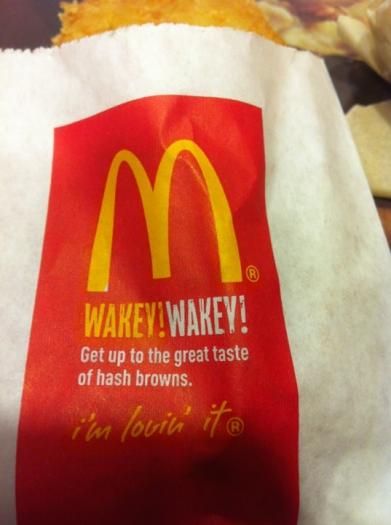 M®
WAKEY!WAKEY!
Get up to the great taste
of hash browns.
i'm lovin' it®